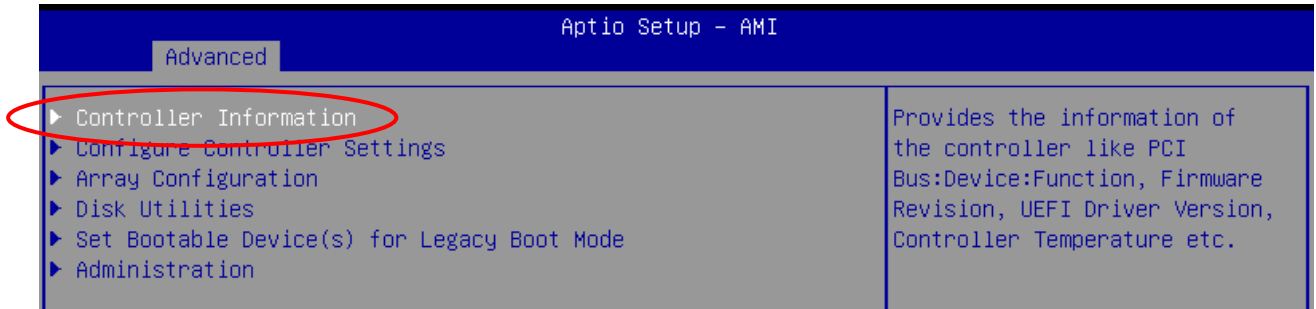 Aptio Setup – AMI
Advanced
Controller Information
Configure Controller Settings
Array Configuration
Disk Utilities
Set Bootable Device(s) for Legacy Boot Mode
Administration
Provides the information of
the controller like PCI
Bus:Device:Function, Firmware
Revision, UEFI Driver Version,
Controller Temperature etc.